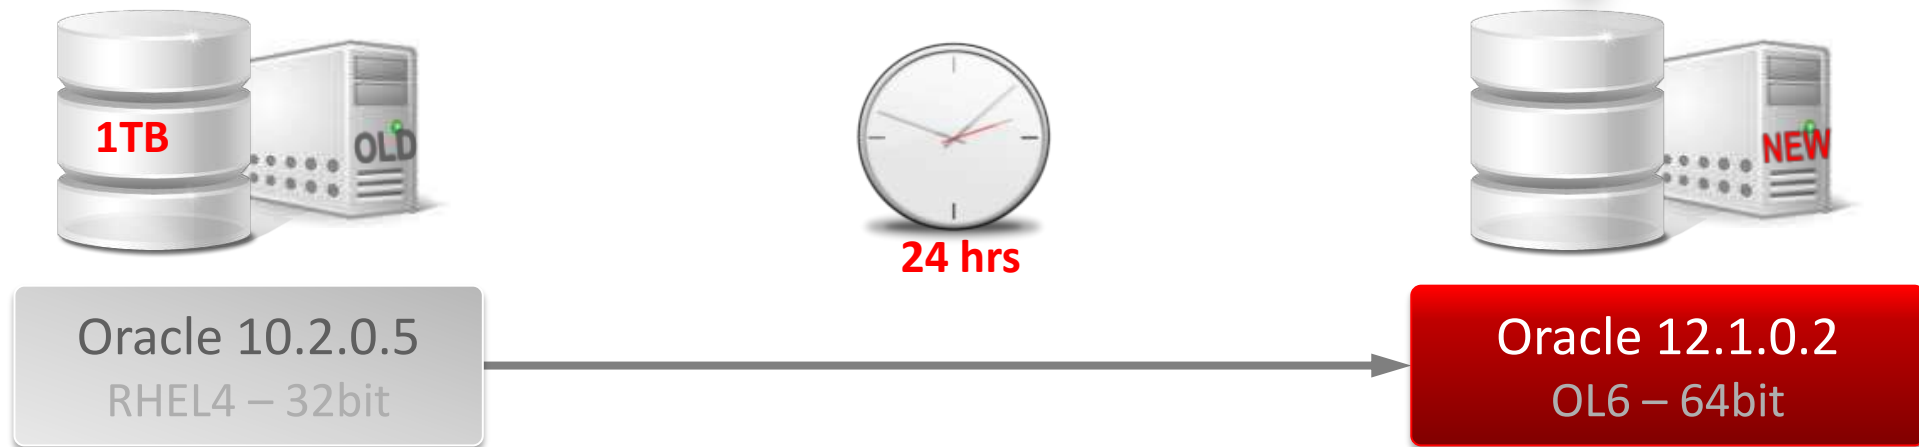 1TB
OLD
24 hrs
NEW
Oracle 10.2.0.5
RHEL4 – 32bit
Oracle 12.1.0.2
OL6 – 64bit